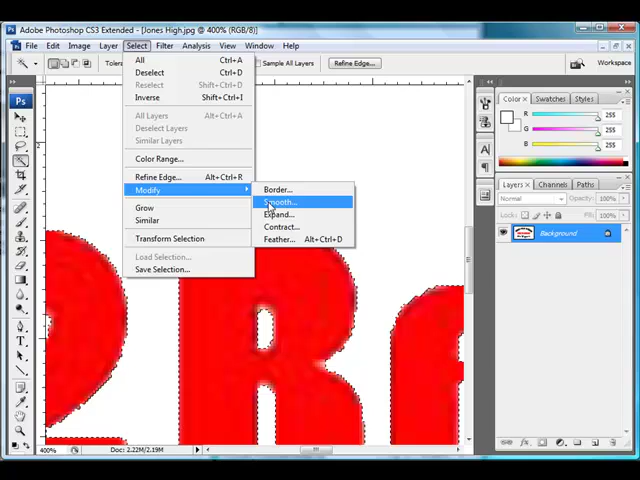 Adobe Photoshop CS3 Extended - [Jones High.jpg @ 400% (RGB/8)]
File Edit Image Layer Select Filter Analysis View Window Help
Sample All Layers Refine Edge... Workspace
All Ctrl+A
Deselect Ctrl+D
Reselect Shift+Ctrl+D
Inverse Shift+Ctrl+I
All Layers Alt+Ctrl+A
Deselect Layers
Similar Layers
Color Range...
Refine Edge... Alt+Ctrl+R
Modify
Grow
Similar
Transform Selection
Load Selection...
Save Selection...
Border...
Smooth...
Expand...
Contract...
Feather... Alt+Ctrl+D
Color Swatches Styles
R 255
G 255
B 255
Layers Channels Paths
Normal Opacity:
Lock: Fill:
Background
PRa
400% Doc: 2.22M/2.19M